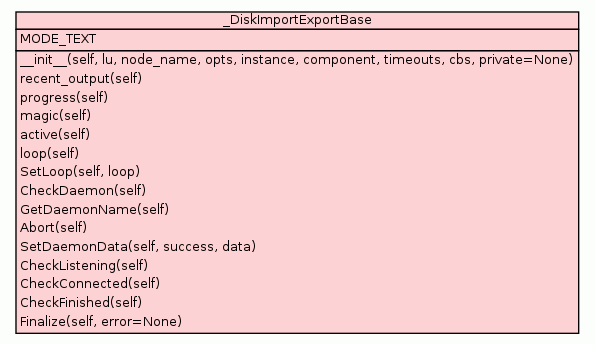 _DiskImportExportBase
MODE_TEXT
__init__(self, lu, node_name, opts, instance, component, timeouts, cbs, private=None)
recent_output(self)
progress(self)
magic(self)
active(self)
loop(self)
SetLoop(self, loop)
CheckDaemon(self)
GetDaemonName(self)
Abort(self)
SetDaemonData(self, success, data)
CheckListening(self)
CheckConnected(self)
CheckFinished(self)
Finalize(self, error=None)